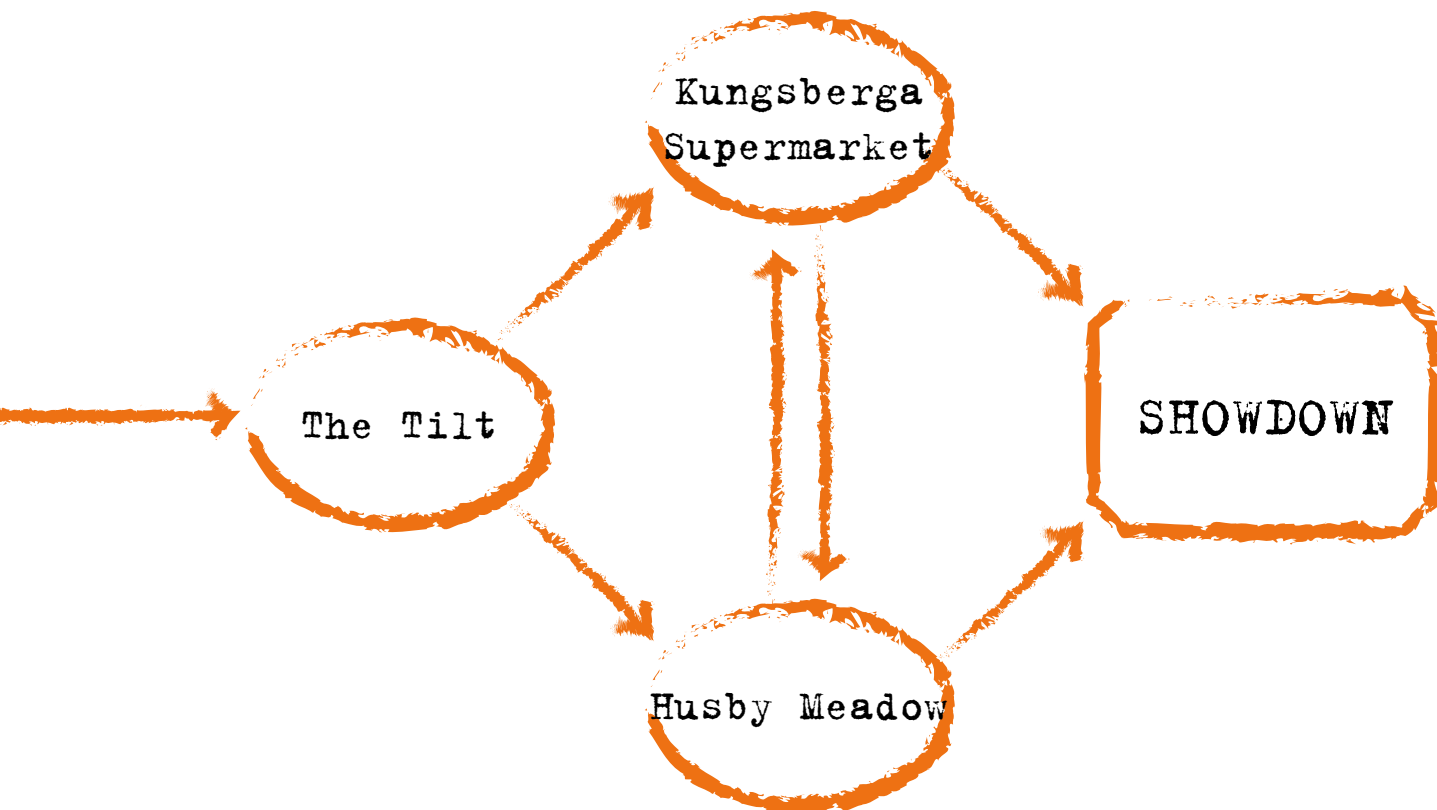 Kungsberga
Supermarket
The Tilt
SHOWDOWN
Husby Meadow